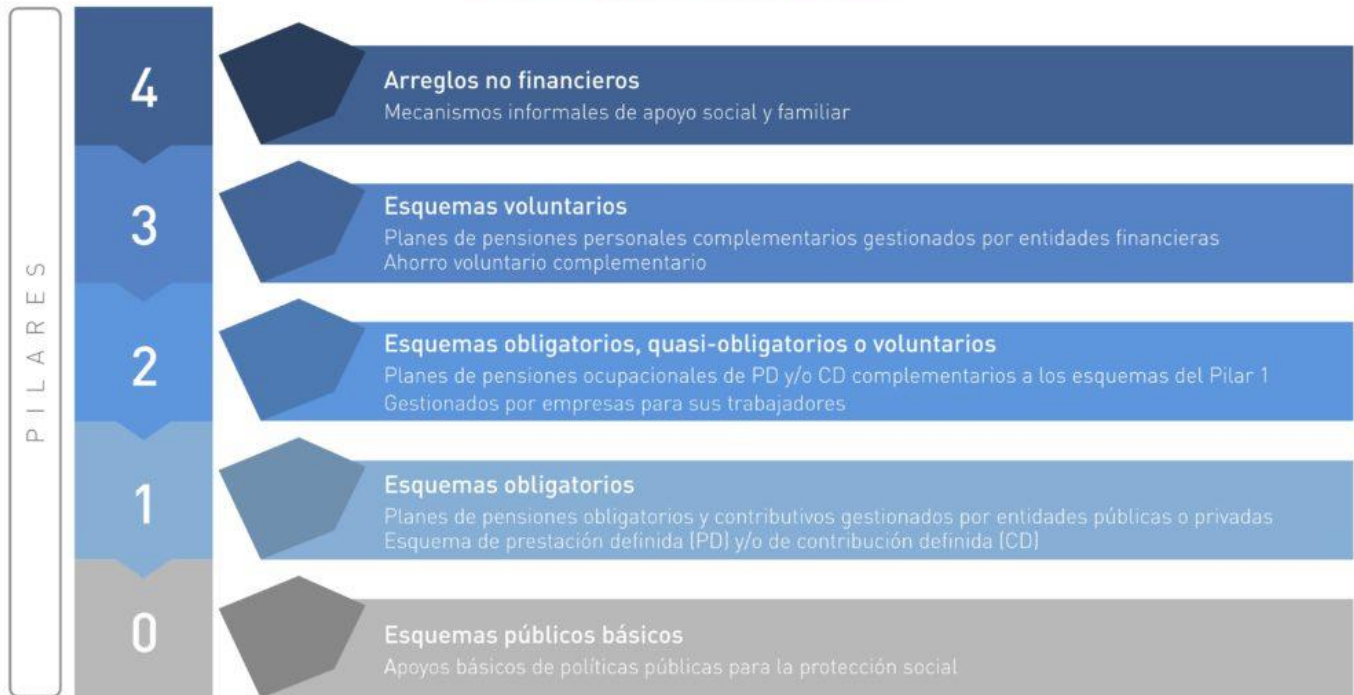 PILARES
4
Arreglos no financieros
Mecanismos informales de apoyo social y familiar
3
Esquemas voluntarios
Planes de pensiones personales complementarios gestionados por entidades financieras
Ahorro voluntario complementario
2
Esquemas obligatorios, quasi-obligatorios o voluntarios
Planes de pensiones ocupacionales de PD y/o CD complementarios a los esquemas del Pilar 1
Gestionados por empresas para sus trabajadores
1
Esquemas obligatorios
Planes de pensiones obligatorios y contributivos gestionados por entidades públicas o privadas
Esquema de prestación definida (PD) y/o de contribución definida (CD)
0
Esquemas públicos básicos
Apoyos básicos de políticas públicas para la protección social